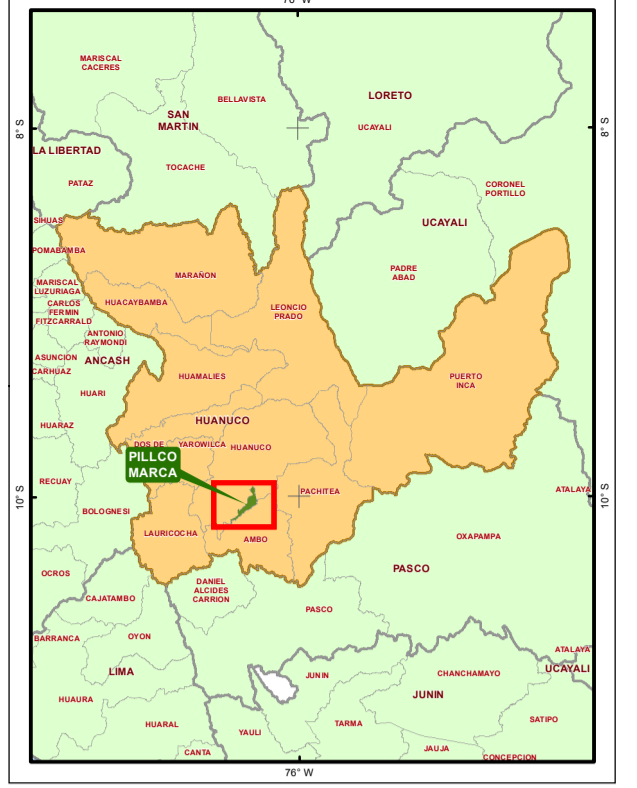 76° W
MARISCAL
CACERES
BELLAVISTA
LORETO
SAN
MARTIN
UCAYALI
8° S
8° S
LA LIBERTAD
TOCACHE
PATAZ
CORONEL
PORTILLO
SIHUAS
UCAYALI
POMABAMBA
PADRE
ABAD
MARAÑON
MARISCAL
LUZURIAGA
HUACAYBAMBA
CARLOS
FERMIN
FITZCARRALD
LEONCIO
PRADO
ANTONIO
RAYMONDI
ASUNCION
ANCASH
CARHUAZ
HUAMALIES
PUERTO
INCA
HUARI
HUANUCO
HUARAZ
DOS DE
YAROWILCA
HUANUCO
PILLCO
MARCA
RECUAY
PACHITEA
ATALAYA
10° S
10° S
BOLOGNESI
LAURICOCHA
AMBO
OXAPAMPA
PASCO
OCROS
DANIEL
ALCIDES
CARRION
CAJATAMBO
PASCO
BARRANCA
OYON
ATALAYA
UCAYALI
LIMA
JUNIN
CHANCHAMAYO
JUNIN
HUAURA
SATIPO
HUARAL
YAULI
TARMA
JAUJA
CANTA
CONCEPCION
76° W